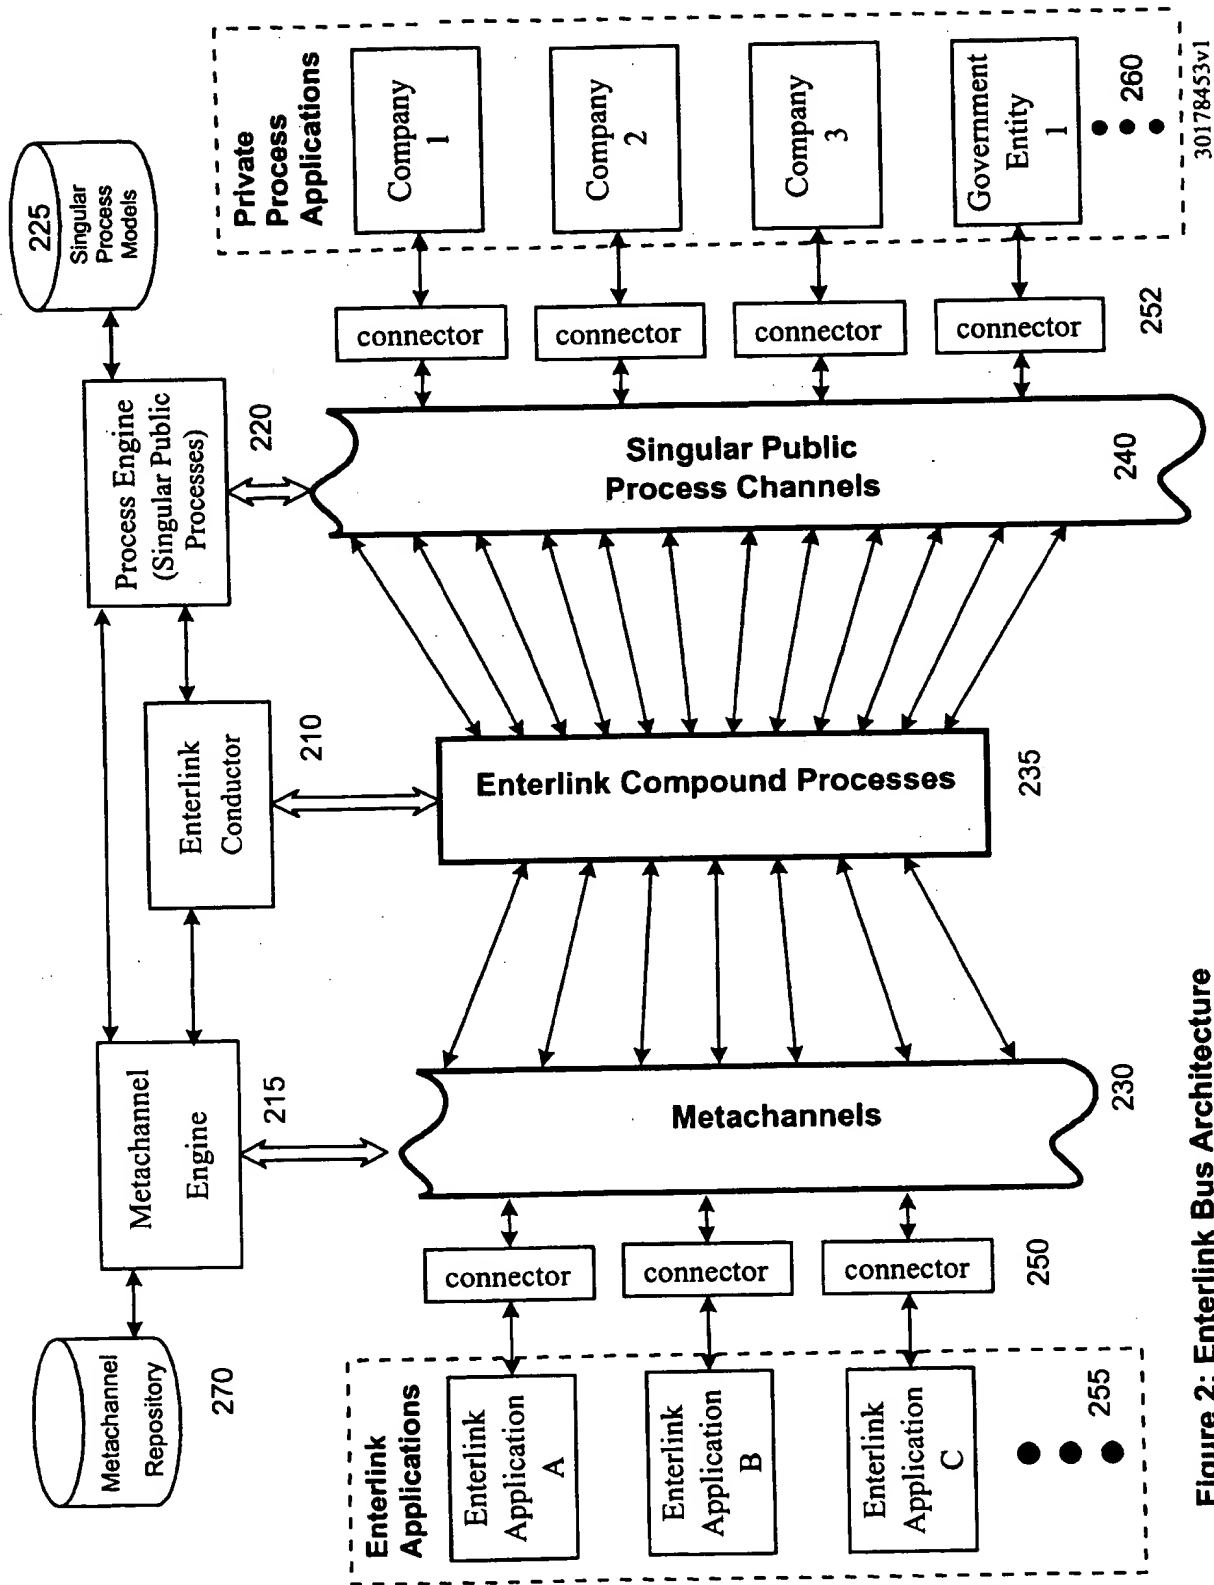 Metachannel
Repository
270
Metachannel
Engine
215
Enterlink
Conductor
210
Process Engine
(Singular Public
Processes)
220
225
Singular
Process
Models
Enterlink
Applications
Enterlink
Application
A
Enterlink
Application
B
Enterlink
Application
C
255
connector
connector
connector
250
Metachannels
230
Enterlink Compound Processes
235
Singular Public
Process Channels
240
connector
connector
connector
connector
252
Private
Process
Applications
Company
1
Company
2
Company
3
Government
Entity
1
260
Figure 2: Enterlink Bus Architecture
30178453v1